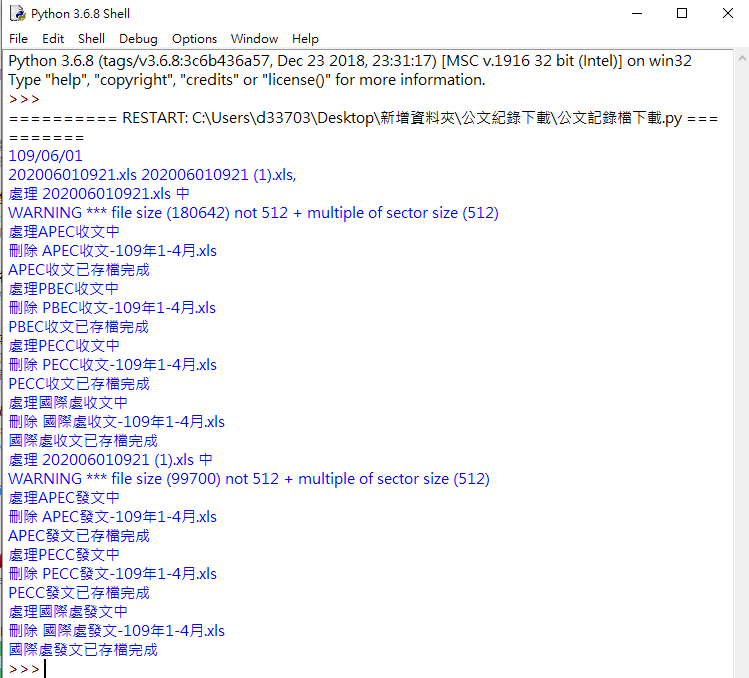 Python 3.6.8 Shell
File Edit Shell Debug Options Window Help
Python 3.6.8 (tags/v3.6.8:3c6b436a57, Dec 23 2018, 23:31:17) [MSC v.1916 32 bit (Intel)] on win32
Type "help", "copyright", "credits" or "license()" for more information.
>>>
========== RESTART: C:\Users\d33703\Desktop\新增資料夾\公文紀錄下載\公文記錄檔下載.py ===
=======
109/06/01
202006010921.xls 202006010921 (1).xls,
處理 202006010921.xls 中
WARNING *** file size (180642) not 512 + multiple of sector size (512)
處理APEC收文中
刪除 APEC收文-109年1-4月.xls
APEC收文已存檔完成
處理PBEC收文中
刪除 PBEC收文-109年1-4月.xls
PBEC收文已存檔完成
處理PECC收文中
刪除 PECC收文-109年1-4月.xls
PECC收文已存檔完成
處理國際處收文中
刪除 國際處收文-109年1-4月.xls
國際處收文已存檔完成
處理 202006010921 (1).xls 中
WARNING *** file size (99700) not 512 + multiple of sector size (512)
處理APEC發文中
刪除 APEC發文-109年1-4月.xls
APEC發文已存檔完成
處理PECC發文中
刪除 PECC發文-109年1-4月.xls
PECC發文已存檔完成
處理國際處發文中
刪除 國際處發文-109年1-4月.xls
國際處發文已存檔完成
>>>